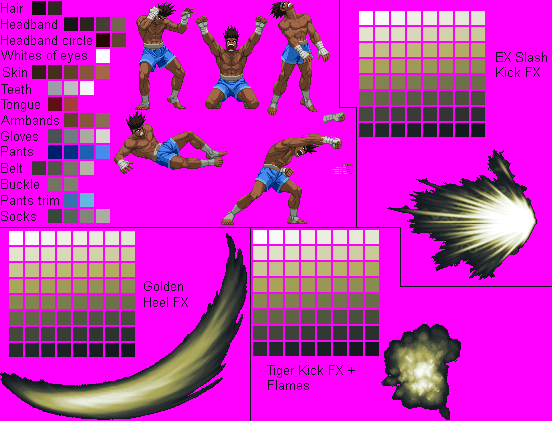 Hair
Headband
Headband circle
Whites of eyes
Skin
Teeth
Tongue
Armbands
Gloves
Pants
Belt
Buckle
Pants trim
Socks
EX Slash
Kick FX
Golden
Heel FX
Tiger Kick FX +
Flames